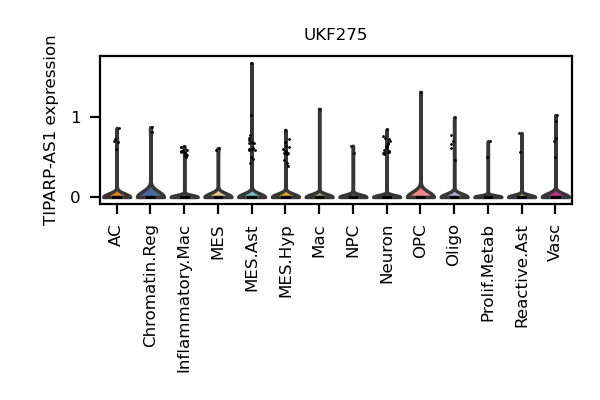 UKF275
TIPARP-AS1 expression
1
0
AC
Chromatin.Reg
Inflammatory.Mac
MES
MES.Ast
MES.Hyp
Mac
NPC
Neuron
OPC
Oligo
Prolif.Metab
Reactive.Ast
Vasc